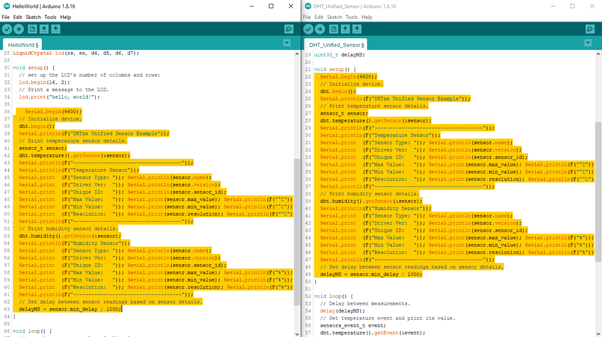 HelloWorld | Arduino 1.8.16
File Edit Sketch Tools Help
HelloWorld §
28 LiquidCrystal lcd(rs, en, d4, d5, d6, d7);
29
30 void setup() {
31 // set up the LCD's number of columns and rows:
32 lcd.begin(16, 2);
33 // Print a message to the LCD.
34 lcd.print("hello, world!");
35
36 Serial.begin(9600);
37 // Initialize device.
38 dht.begin();
39 Serial.println(F("DHTxx Unified Sensor Example"));
40 // Print temperature sensor details.
41 sensor_t sensor;
42 dht.temperature().getSensor(&sensor);
43 Serial.println(F("------------------------------------"));
44 Serial.println(F("Temperature Sensor"));
45 Serial.print (F("Sensor Type: ")); Serial.println(sensor.name);
46 Serial.print (F("Driver Ver: ")); Serial.println(sensor.version);
47 Serial.print (F("Unique ID: ")); Serial.println(sensor.sensor_id);
48 Serial.print (F("Max Value: ")); Serial.print(sensor.max_value); Serial.println(F("°C"));
49 Serial.print (F("Min Value: ")); Serial.print(sensor.min_value); Serial.println(F("°C"));
50 Serial.print (F("Resolution: ")); Serial.print(sensor.resolution); Serial.println(F("°C"
51 Serial.println(F("------------------------------------"));
52 // Print humidity sensor details.
53 dht.humidity().getSensor(&sensor);
54 Serial.println(F("Humidity Sensor"));
55 Serial.print (F("Sensor Type: ")); Serial.println(sensor.name);
56 Serial.print (F("Driver Ver: ")); Serial.println(sensor.version);
57 Serial.print (F("Unique ID: ")); Serial.println(sensor.sensor_id);
58 Serial.print (F("Max Value: ")); Serial.print(sensor.max_value); Serial.println(F("%"));
59 Serial.print (F("Min Value: ")); Serial.print(sensor.min_value); Serial.println(F("%"));
60 Serial.print (F("Resolution: ")); Serial.print(sensor.resolution); Serial.println(F("%"));
61 Serial.println(F("------------------------------------"));
62 // Set delay between sensor readings based on sensor details.
63 delayMS = sensor.min_delay / 1000;
64 }
65
66 void loop() {
DHT_Unified_Sensor | Arduino 1.8.16
File Edit Sketch Tools Help
DHT_Unified_Sensor §
19 uint32_t delayMS;
20
21 void setup() {
22 Serial.begin(9600);
23 // Initialize device.
24 dht.begin();
25 Serial.println(F("DHTxx Unified Sensor Example"));
26 // Print temperature sensor details.
27 sensor_t sensor;
28 dht.temperature().getSensor(&sensor);
29 Serial.println(F("------------------------------------"));
30 Serial.println(F("Temperature Sensor"));
31 Serial.print (F("Sensor Type: ")); Serial.println(sensor.name);
32 Serial.print (F("Driver Ver: ")); Serial.println(sensor.version);
33 Serial.print (F("Unique ID: ")); Serial.println(sensor.sensor_id);
34 Serial.print (F("Max Value: ")); Serial.print(sensor.max_value); Serial.println(F("°C"));
35 Serial.print (F("Min Value: ")); Serial.print(sensor.min_value); Serial.println(F("°C"));
36 Serial.print (F("Resolution: ")); Serial.print(sensor.resolution); Serial.println(F("°C"
37 Serial.println(F("------------------------------------"));
38 // Print humidity sensor details.
39 dht.humidity().getSensor(&sensor);
40 Serial.println(F("Humidity Sensor"));
41 Serial.print (F("Sensor Type: ")); Serial.println(sensor.name);
42 Serial.print (F("Driver Ver: ")); Serial.println(sensor.version);
43 Serial.print (F("Unique ID: ")); Serial.println(sensor.sensor_id);
44 Serial.print (F("Max Value: ")); Serial.print(sensor.max_value); Serial.println(F("%"));
45 Serial.print (F("Min Value: ")); Serial.print(sensor.min_value); Serial.println(F("%"));
46 Serial.print (F("Resolution: ")); Serial.print(sensor.resolution); Serial.println(F("%"
47 Serial.println(F("------------------------------------"));
48 // Set delay between sensor readings based on sensor details.
49 delayMS = sensor.min_delay / 1000;
50 }
51
52 void loop() {
53 // Delay between measurements.
54 delay(delayMS);
55 // Get temperature event and print its value.
56 sensors_event_t event;
57 dht.temperature().getEvent(&event);